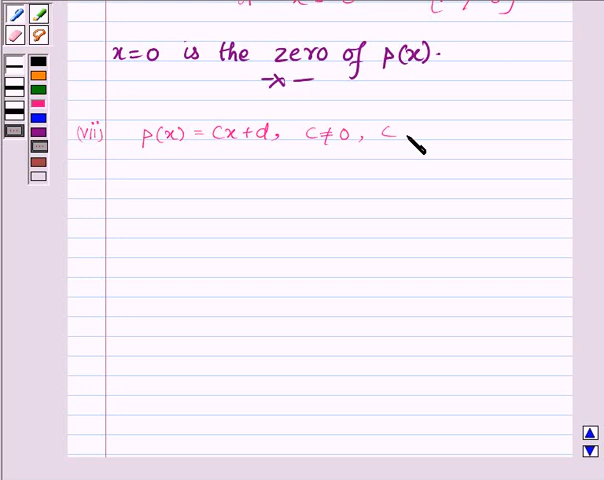 x=0 is the zero of p(x).
(vii) p(x) = cx+d, c≠0, c